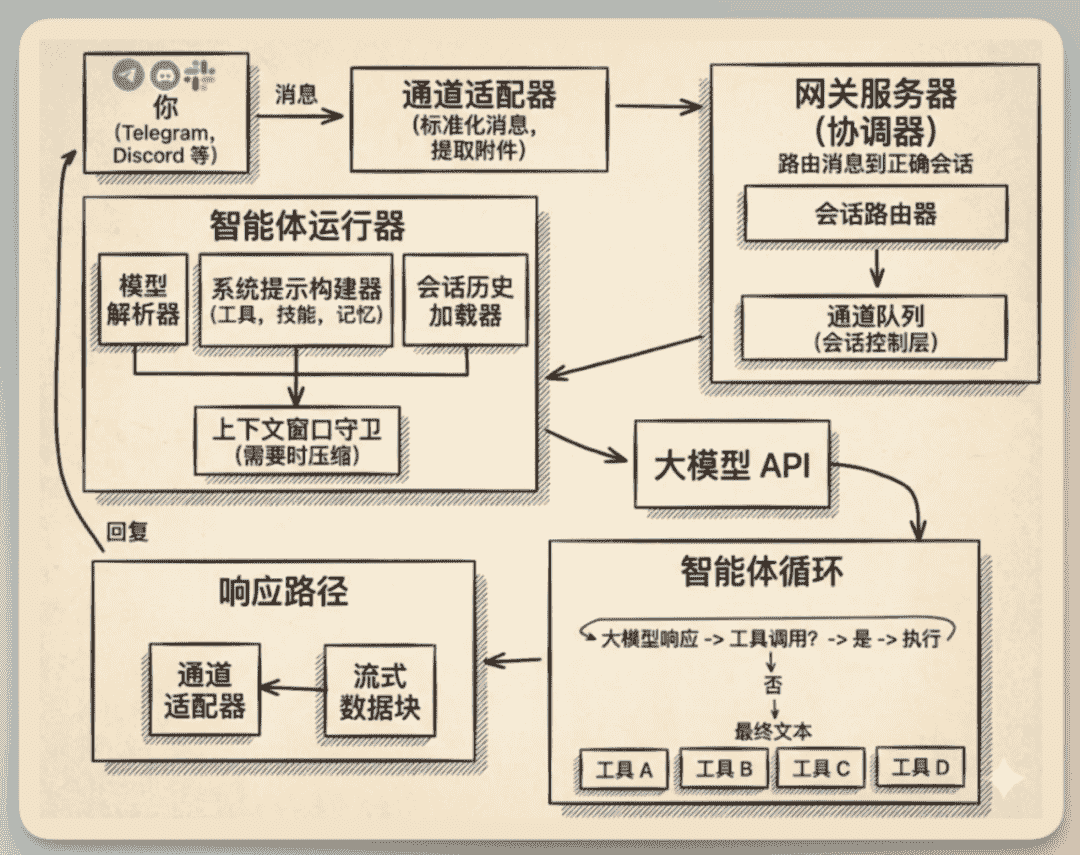 你
(Telegram,
Discord 等)
消息
通道适配器
(标准化消息,
提取附件)
网关服务器
(协调器)
路由消息到正确会话
会话路由器
通道队列
(会话控制层)
智能体运行器
模型
解析器
系统提示构建器
(工具, 技能, 记忆)
会话历史
加载器
上下文窗口守卫
(需要时压缩)
大模型 API
智能体循环
大模型响应 -> 工具调用? -> 是 -> 执行
否
最终文本
工具 A
工具 B
工具 C
工具 D
响应路径
通道
适配器
流式
数据块
回复